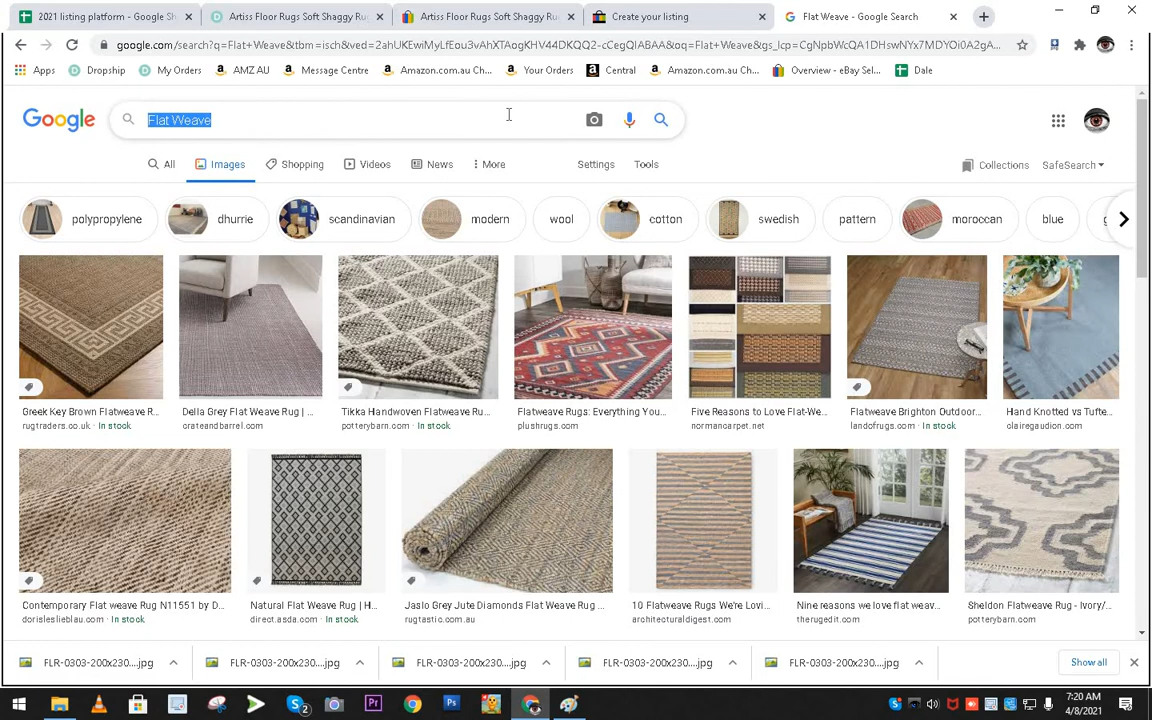 2021 listing platform - Google Sh
Artiss Floor Rugs Soft Shaggy Ru
Artiss Floor Rugs Soft Shaggy Ru
Create your listing
Flat Weave - Google Search
google.com/search?q=Flat+Weave&tbm=isch&ved=2ahUKEwiMyLfEou3vAhXTAogKHV44DKQQ2-cCegQIABAA&oq=Flat+Weave&gs_lcp=CgNpbWcQA1DHswNYx7MDYOi0A2gA...
Apps
Dropship
My Orders
AMZ AU
Message Centre
Amazon.com.au Ch...
Your Orders
Central
Amazon.com.au Ch...
Overview - eBay Sel...
Dale
Google
Flat Weave
All
Images
Shopping
Videos
News
More
Settings
Tools
Collections
SafeSearch
polypropylene
dhurrie
scandinavian
modern
wool
cotton
swedish
pattern
moroccan
blue
Greek Key Brown Flatweave R...
rugtraders.co.uk · In stock
Della Grey Flat Weave Rug | ...
crateandbarrel.com
Tikka Handwoven Flatweave Ru...
potterybarn.com · In stock
Flatweave Rugs: Everything You...
plushrugs.com
Five Reasons to Love Flat-We...
normancarpet.net
Flatweave Brighton Outdoor...
landofrugs.com · In stock
Hand Knotted vs Tufte...
clairegaudion.com
Contemporary Flat weave Rug N11551 by D...
dorisleslieblau.com · In stock
Natural Flat Weave Rug | H...
direct.asda.com · In stock
Jaslo Grey Jute Diamonds Flat Weave Rug ...
rugtastic.com.au
10 Flatweave Rugs We're Lovi...
architecturaldigest.com
Nine reasons we love flat weav...
therugedit.com
Sheldon Flatweave Rug - Ivory/...
potterybarn.com
FLR-0303-200x230....jpg
FLR-0303-200x230....jpg
FLR-0303-200x230....jpg
FLR-0303-200x230....jpg
FLR-0303-200x230....jpg
Show all
2
7:20 AM
4/8/2021